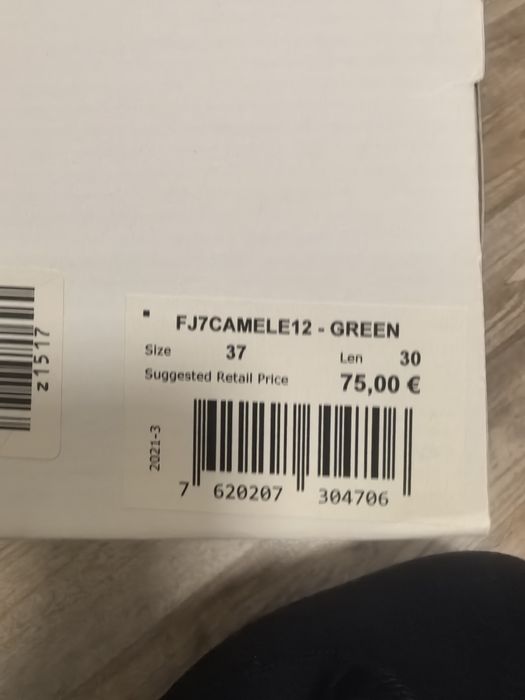 FJ7CAMELE12 - GREEN
Size 37 Len 30
Suggested Retail Price 75,00 €
2021-3
7 620207 304706
z1517